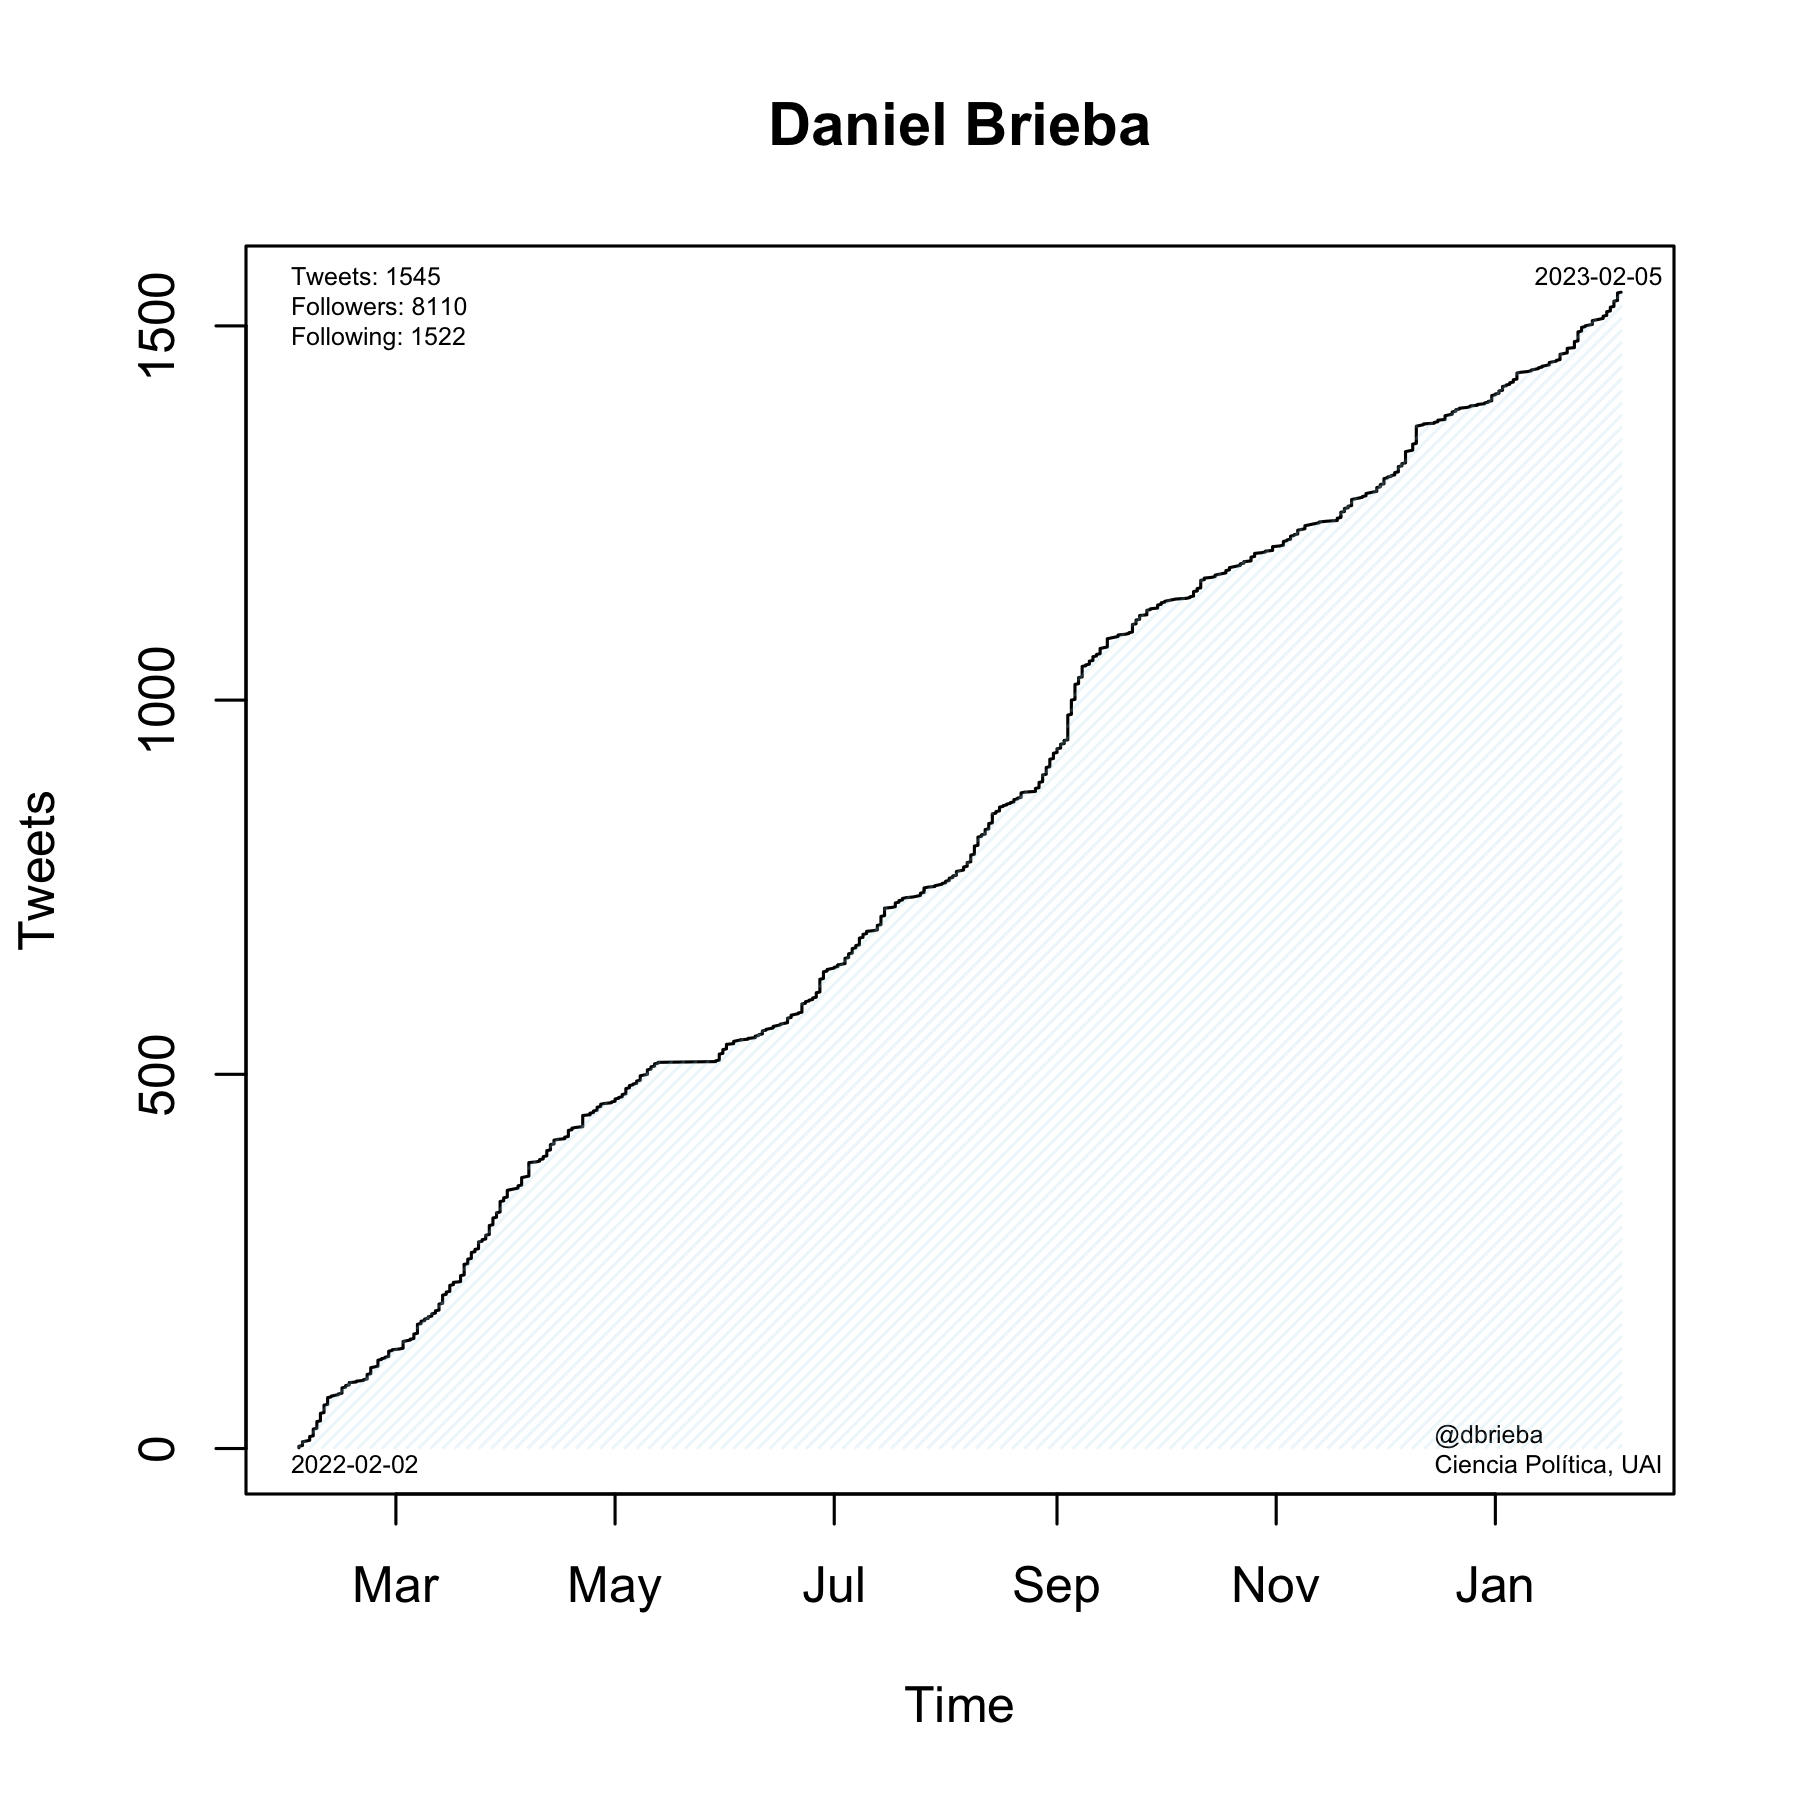 Daniel Brieba
Tweets: 1545
Followers: 8110
Following: 1522
2023-02-05
1500
1000
500
0
Tweets
2022-02-02
@dbrieba
Ciencia Política, UAI
Mar May Jul Sep Nov Jan
Time